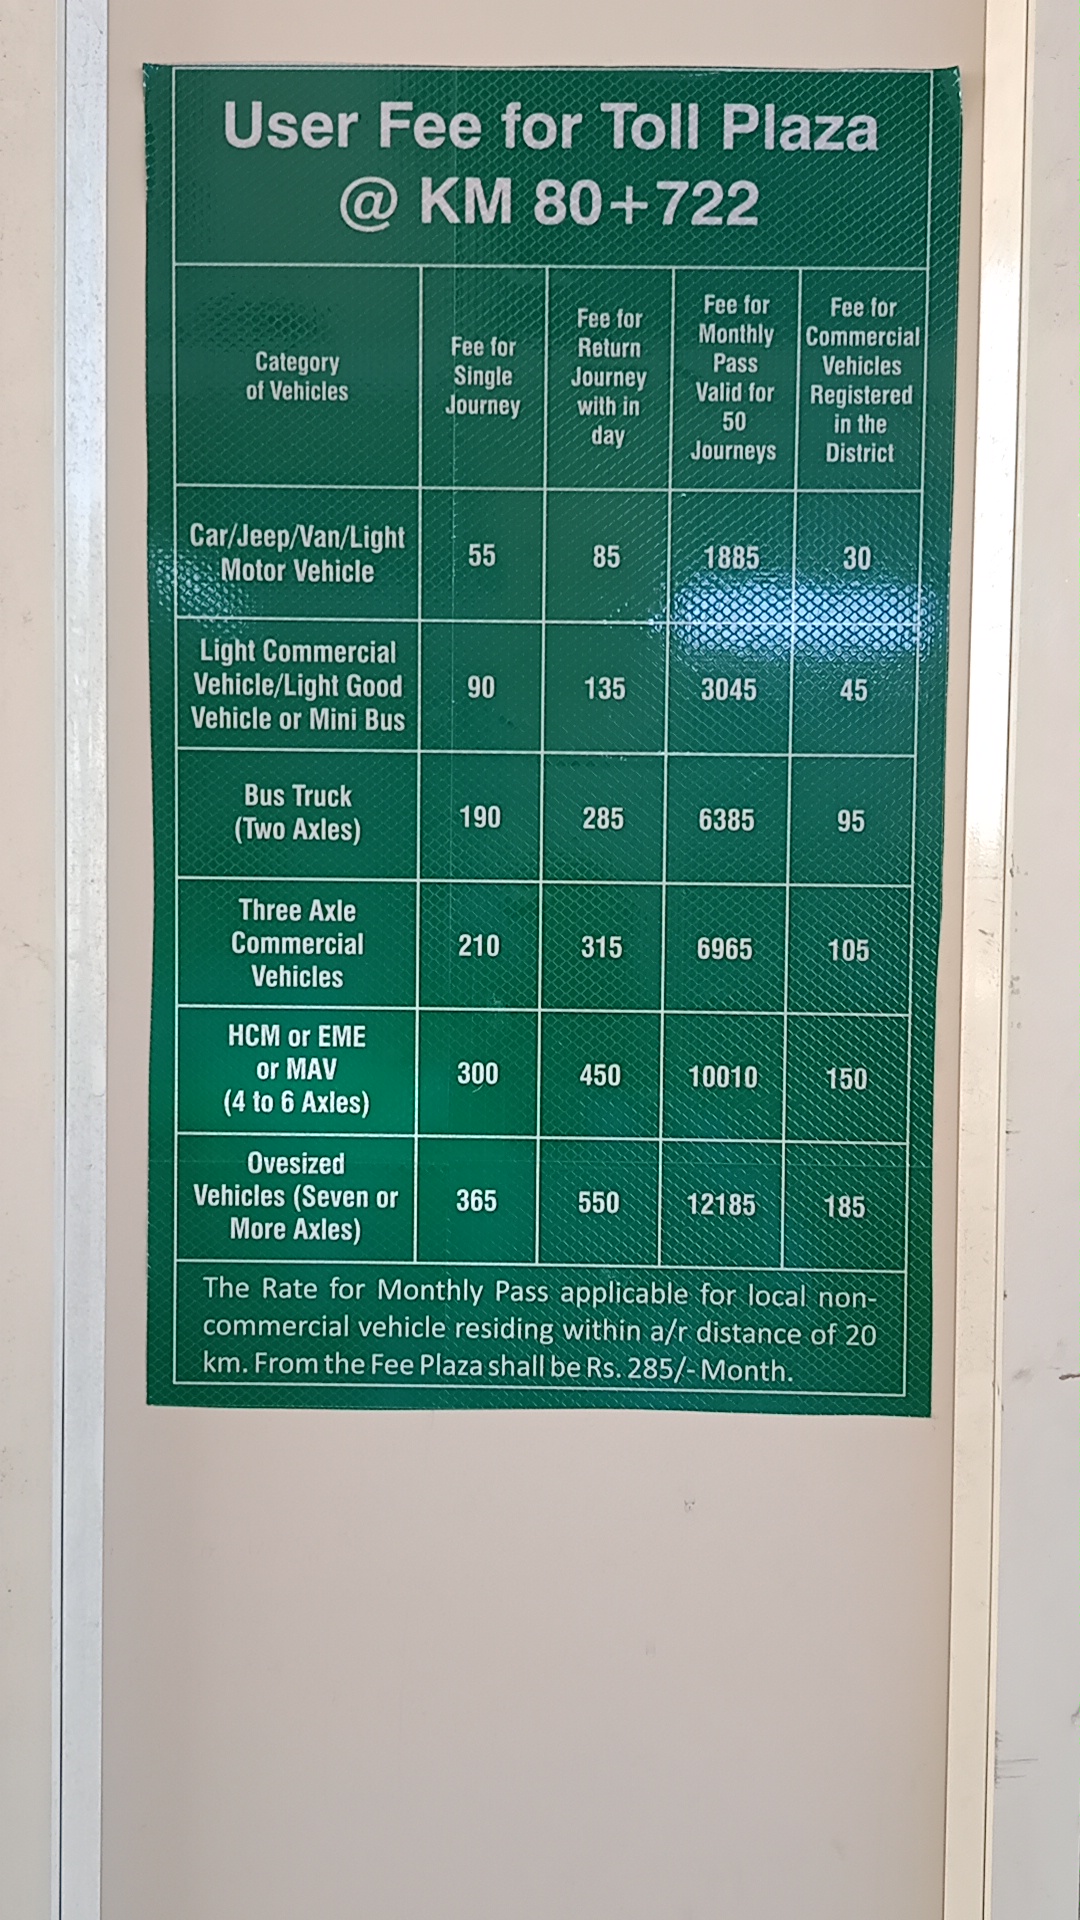 User Fee for Toll Plaza
@ KM 80+722
Category
of Vehicles
Fee for
Single
Journey
Fee for
Return
Journey
with in
day
Fee for
Monthly
Pass
Valid for
50
Journeys
Fee for
Commercial
Vehicles
Registered
in the
District
Car/Jeep/Van/Light
Motor Vehicle
55
85
1885
30
Light Commercial
Vehicle/Light Good
Vehicle or Mini Bus
90
135
3045
45
Bus Truck
(Two Axles)
190
285
6385
95
Three Axle
Commercial
Vehicles
210
315
6965
105
HCM or EME
or MAV
(4 to 6 Axles)
300
450
10010
150
Ovesized
Vehicles (Seven or
More Axles)
365
550
12185
185
The Rate for Monthly Pass applicable for local non-
commercial vehicle residing within a/r distance of 20
km. From the Fee Plaza shall be Rs. 285/- Month.